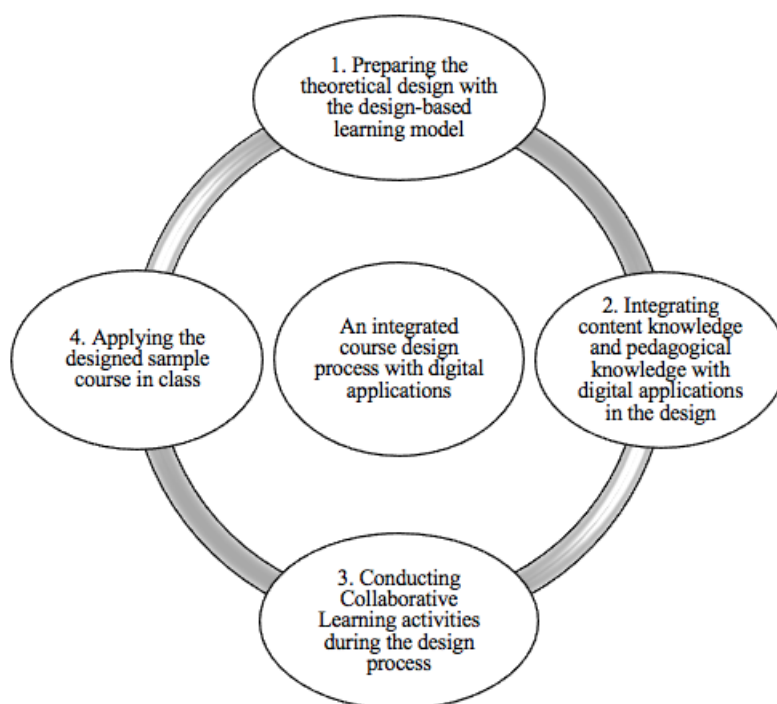 1. Preparing the
theoretical design with
the design-based
learning model
4. Applying the
designed sample
course in class
An integrated
course design
process with digital
applications
2. Integrating
content knowledge
and pedagogical
knowledge with
digital applications
in the design
3. Conducting
Collaborative
Learning activities
during the design
process